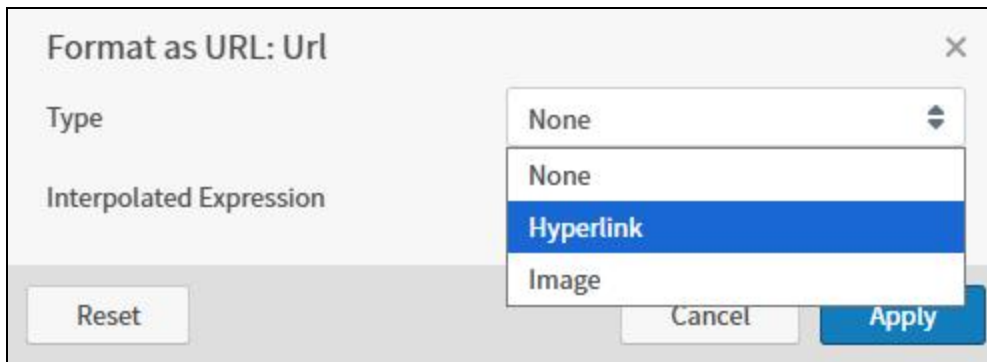 Format as URL: Url
Type
None
None
Interpolated Expression
Hyperlink
Image
Reset
Cancel
Apply